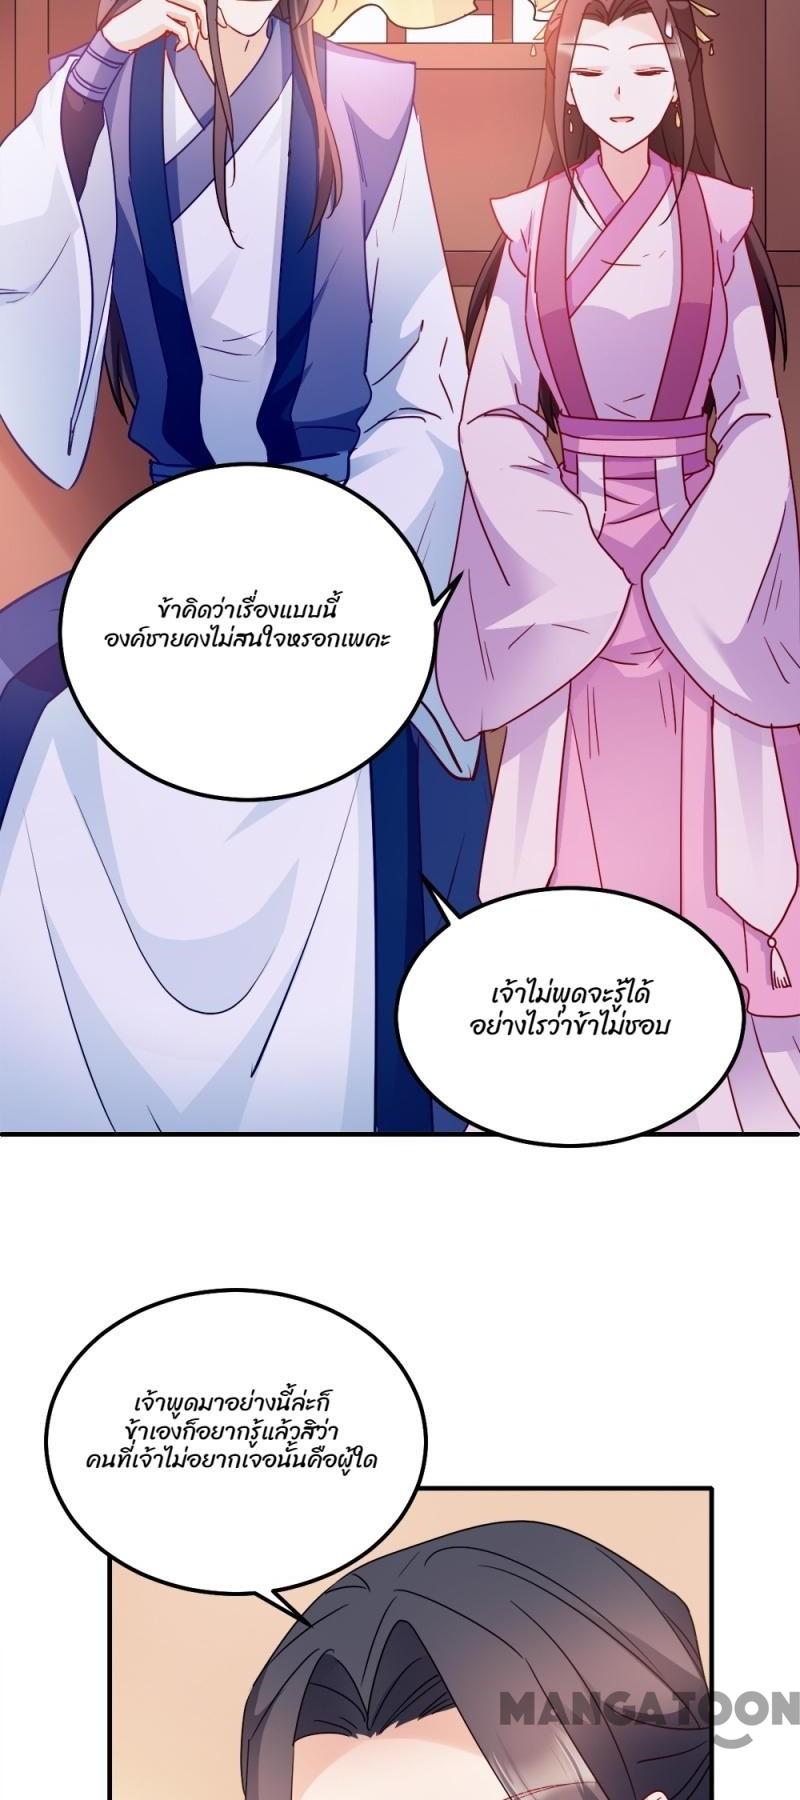 ข้าคิดว่าเรื่องแบบนี้
องค์ชายคงไม่สนใจหรอกเพคะ
เจ้าไม่พูดจะรู้ได้
อย่างไรว่าข้าไม่ชอบ
เจ้าพูดมาอย่างนี้ล่ะก็
ข้าเองก็อยากรู้แล้วสิว่า
คนที่เจ้าไม่อยากเจอนั้นคือผู้ใด
MANGATOON